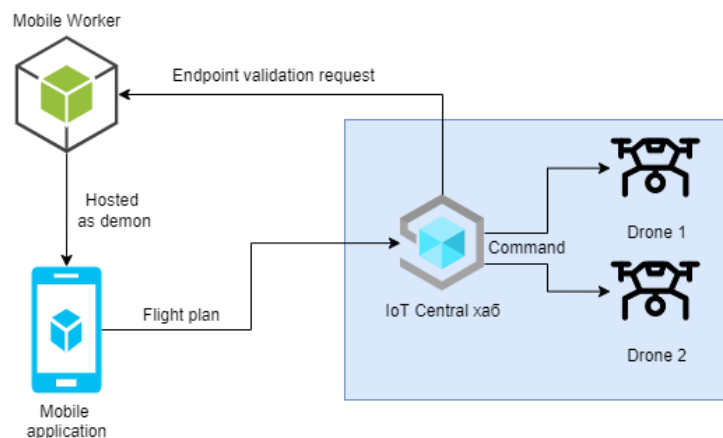 Mobile Worker
Endpoint validation request
Hosted
as demon
Drone 1
Command
IoT Central хаб
Flight plan
Drone 2
Mobile
application